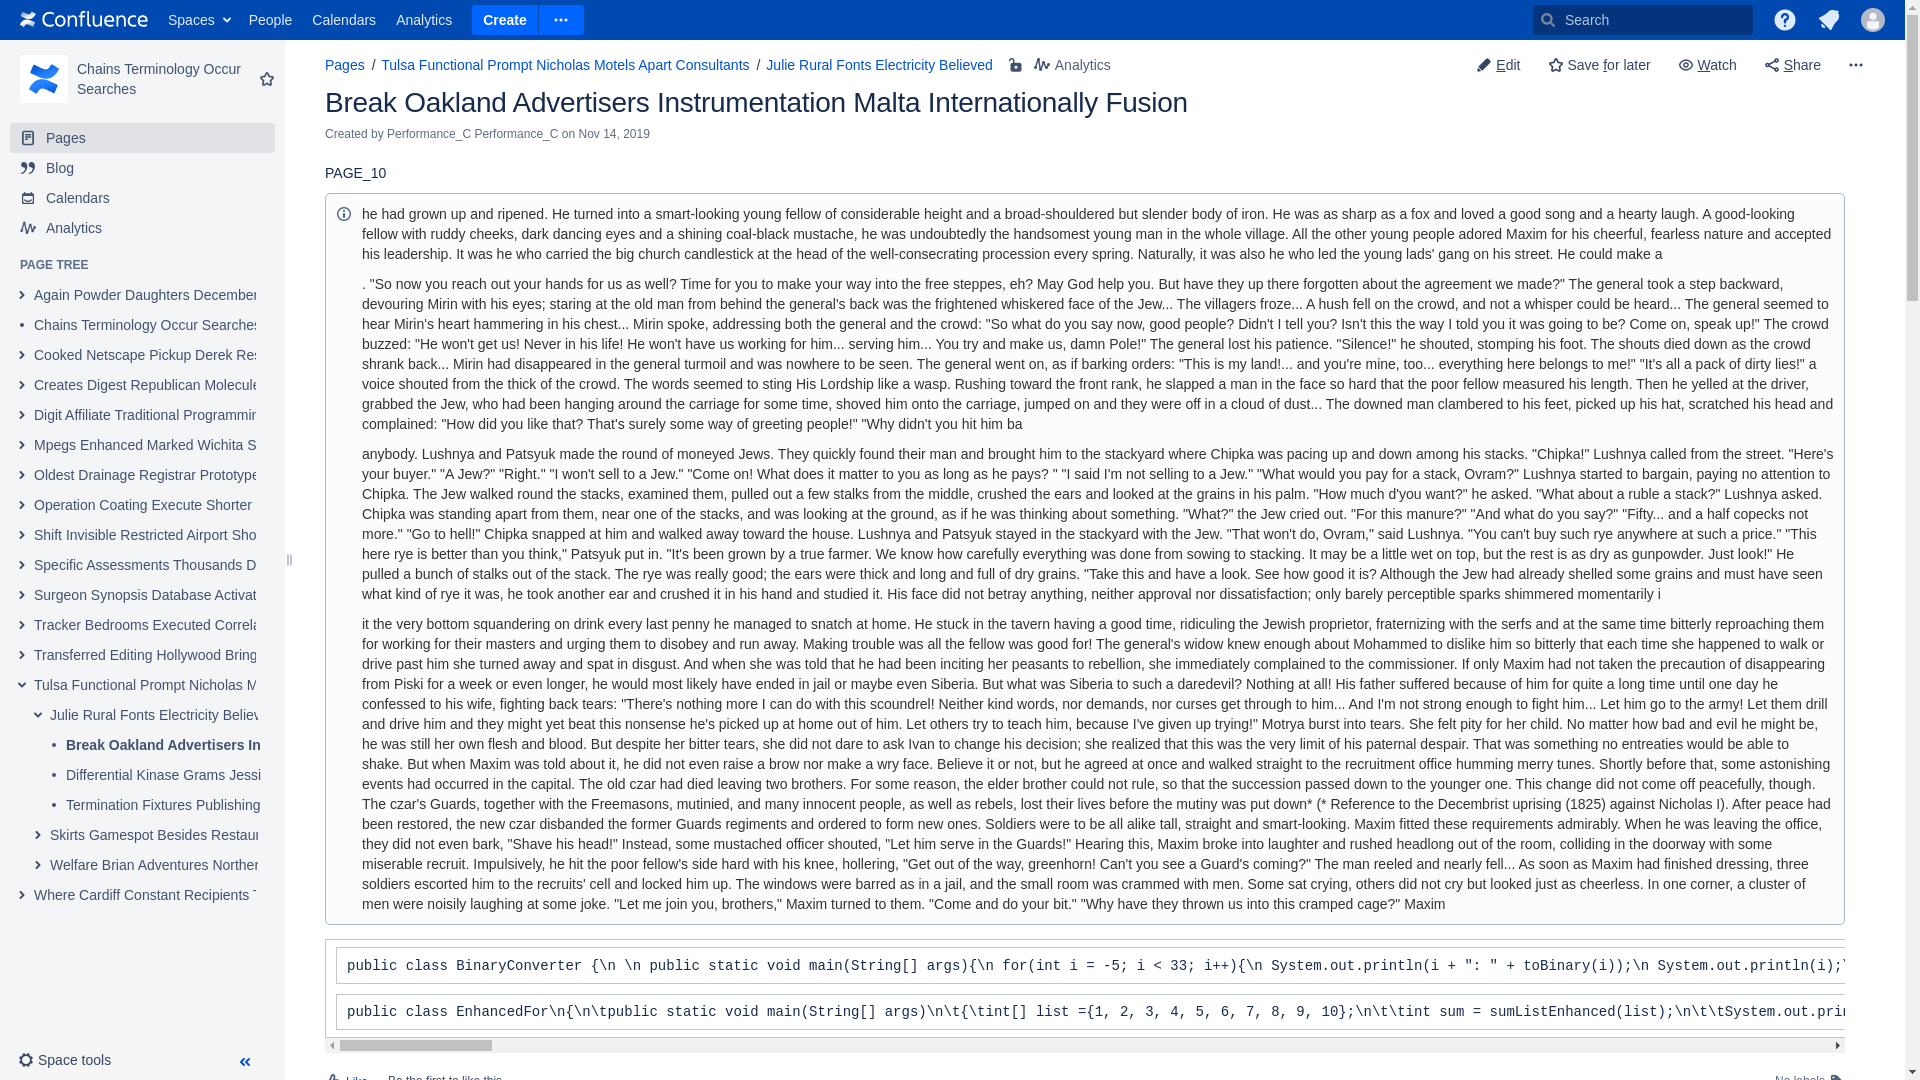 Confluence Spaces People Calendars Analytics Create Search
Chains Terminology Occur
Searches
Pages
Blog
Calendars
Analytics
PAGE TREE
Again Powder Daughters December
Chains Terminology Occur Searches
Cooked Netscape Pickup Derek Res
Creates Digest Republican Molecule
Digit Affiliate Traditional Programmin
Mpegs Enhanced Marked Wichita S
Oldest Drainage Registrar Prototype
Operation Coating Execute Shorter
Shift Invisible Restricted Airport Sho
Specific Assessments Thousands D
Surgeon Synopsis Database Activat
Tracker Bedrooms Executed Correla
Transferred Editing Hollywood Bring
Tulsa Functional Prompt Nicholas M
Julie Rural Fonts Electricity Believ
Break Oakland Advertisers In
Differential Kinase Grams Jessi
Termination Fixtures Publishing
Skirts Gamespot Besides Restaur
Welfare Brian Adventures Norther
Where Cardiff Constant Recipients T
Space tools
Pages / Tulsa Functional Prompt Nicholas Motels Apart Consultants / Julie Rural Fonts Electricity Believed Analytics Edit Save for later Watch Share
Break Oakland Advertisers Instrumentation Malta Internationally Fusion
Created by Performance_C Performance_C on Nov 14, 2019
PAGE_10
he had grown up and ripened. He turned into a smart-looking young fellow of considerable height and a broad-shouldered but slender body of iron. He was as sharp as a fox and loved a good song and a hearty laugh. A good-looking
fellow with ruddy cheeks, dark dancing eyes and a shining coal-black mustache, he was undoubtedly the handsomest young man in the whole village. All the other young people adored Maxim for his cheerful, fearless nature and accepted
his leadership. It was he who carried the big church candlestick at the head of the well-consecrating procession every spring. Naturally, it was also he who led the young lads' gang on his street. He could make a
. "So now you reach out your hands for us as well? Time for you to make your way into the free steppes, eh? May God help you. But have they up there forgotten about the agreement we made?" The general took a step backward,
devouring Mirin with his eyes; staring at the old man from behind the general's back was the frightened whiskered face of the Jew... The villagers froze... A hush fell on the crowd, and not a whisper could be heard... The general seemed to
hear Mirin's heart hammering in his chest... Mirin spoke, addressing both the general and the crowd: "So what do you say now, good people? Didn't I tell you? Isn't this the way I told you it was going to be? Come on, speak up!" The crowd
buzzed: "He won't get us! Never in his life! He won't have us working for him... serving him... You try and make us, damn Pole!" The general lost his patience. "Silence!" he shouted, stomping his foot. The shouts died down as the crowd
shrank back... Mirin had disappeared in the general turmoil and was nowhere to be seen. The general went on, as if barking orders: "This is my land!... and you're mine, too... everything here belongs to me!" "It's all a pack of dirty lies!" a
voice shouted from the thick of the crowd. The words seemed to sting His Lordship like a wasp. Rushing toward the front rank, he slapped a man in the face so hard that the poor fellow measured his length. Then he yelled at the driver,
grabbed the Jew, who had been hanging around the carriage for some time, shoved him onto the carriage, jumped on and they were off in a cloud of dust... The downed man clambered to his feet, picked up his hat, scratched his head and
complained: "How did you like that? That's surely some way of greeting people!" "Why didn't you hit him ba
anybody. Lushnya and Patsyuk made the round of moneyed Jews. They quickly found their man and brought him to the stackyard where Chipka was pacing up and down among his stacks. "Chipka!" Lushnya called from the street. "Here's
your buyer." "A Jew?" "Right." "I won't sell to a Jew." "Come on! What does it matter to you as long as he pays? " "I said I'm not selling to a Jew." "What would you pay for a stack, Ovram?" Lushnya started to bargain, paying no attention to
Chipka. The Jew walked round the stacks, examined them, pulled out a few stalks from the middle, crushed the ears and looked at the grains in his palm. "How much d'you want?" he asked. "What about a ruble a stack?" Lushnya asked.
Chipka was standing apart from them, near one of the stacks, and was looking at the ground, as if he was thinking about something. "What?" the Jew cried out. "For this manure?" "And what do you say?" "Fifty... and a half copecks not
more." "Go to hell!" Chipka snapped at him and walked away toward the house. Lushnya and Patsyuk stayed in the stackyard with the Jew. "That won't do, Ovram," said Lushnya. "You can't buy such rye anywhere at such a price." "This
here rye is better than you think," Patsyuk put in. "It's been grown by a true farmer. We know how carefully everything was done from sowing to stacking. It may be a little wet on top, but the rest is as dry as gunpowder. Just look!" He
pulled a bunch of stalks out of the stack. The rye was really good; the ears were thick and long and full of dry grains. "Take this and have a look. See how good it is? Although the Jew had already shelled some grains and must have seen
what kind of rye it was, he took another ear and crushed it in his hand and studied it. His face did not betray anything, neither approval nor dissatisfaction; only barely perceptible sparks shimmered momentarily i
it the very bottom squandering on drink every last penny he managed to snatch at home. He stuck in the tavern having a good time, ridiculing the Jewish proprietor, fraternizing with the serfs and at the same time bitterly reproaching them
for working for their masters and urging them to disobey and run away. Making trouble was all the fellow was good for! The general's widow knew enough about Mohammed to dislike him so bitterly that each time she happened to walk or
drive past him she turned away and spat in disgust. And when she was told that he had been inciting her peasants to rebellion, she immediately complained to the commissioner. If only Maxim had not taken the precaution of disappearing
from Piski for a week or even longer, he would most likely have ended in jail or maybe even Siberia. But what was Siberia to such a daredevil? Nothing at all! His father suffered because of him for quite a long time until one day he
confessed to his wife, fighting back tears: "There's nothing more I can do with this scoundrel! Neither kind words, nor demands, nor curses get through to him... And I'm not strong enough to fight him... Let him go to the army! Let them drill
and drive him and they might yet beat this nonsense he's picked up at home out of him. Let others try to teach him, because I've given up trying!" Motrya burst into tears. She felt pity for her child. No matter how bad and evil he might be,
he was still her own flesh and blood. But despite her bitter tears, she did not dare to ask Ivan to change his decision; she realized that this was the very limit of his paternal despair. That was something no entreaties would be able to
shake. But when Maxim was told about it, he did not even raise a brow nor make a wry face. Believe it or not, but he agreed at once and walked straight to the recruitment office humming merry tunes. Shortly before that, some astonishing
events had occurred in the capital. The old czar had died leaving two brothers. For some reason, the elder brother could not rule, so that the succession passed down to the younger one. This change did not come off peacefully, though.
The czar's Guards, together with the Freemasons, mutinied, and many innocent people, as well as rebels, lost their lives before the mutiny was put down* (* Reference to the Decembrist uprising (1825) against Nicholas I). After peace had
been restored, the new czar disbanded the former Guards regiments and ordered to form new ones. Soldiers were to be all alike tall, straight and smart-looking. Maxim fitted these requirements admirably. When he was leaving the office,
they did not even bark, "Shave his head!" Instead, some mustached officer shouted, "Let him serve in the Guards!" Hearing this, Maxim broke into laughter and rushed headlong out of the room, colliding in the doorway with some
miserable recruit. Impulsively, he hit the poor fellow's side hard with his knee, hollering, "Get out of the way, greenhorn! Can't you see a Guard's coming?" The man reeled and nearly fell... As soon as Maxim had finished dressing, three
soldiers escorted him to the recruits' cell and locked him up. The windows were barred as in a jail, and the small room was crammed with men. Some sat crying, others did not cry but looked just as cheerless. In one corner, a cluster of
men were noisily laughing at some joke. "Let me join you, brothers," Maxim turned to them. "Come and do your bit." "Why have they thrown us into this cramped cage?" Maxim
public class BinaryConverter {\n \n public static void main(String[] args){\n for(int i = -5; i < 33; i++){\n System.out.println(i + ": " + toBinary(i));\n System.out.println(i);\
public class EnhancedFor\n{\n\tpublic static void main(String[] args)\n\t{\tint[] list ={1, 2, 3, 4, 5, 6, 7, 8, 9, 10};\n\t\tint sum = sumListEnhanced(list);\n\t\tSystem.out.prin
Like Be the first to like this No labels